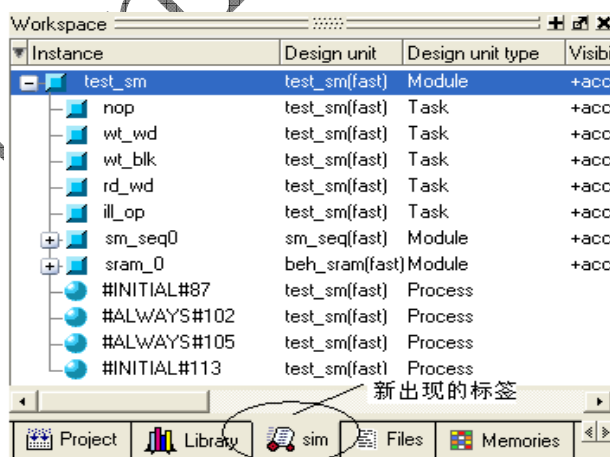 Workspace
Instance Design unit Design unit type Visibi
test_sm test_sm(fast) Module +acc
nop test_sm(fast) Task +acc
wt_wd test_sm(fast) Task +acc
wt_blk test_sm(fast) Task +acc
rd_wd test_sm(fast) Task +acc
ill_op test_sm(fast) Task +acc
sm_seq0 sm_seq(fast) Module +acc
sram_0 beh_sram(fast) Module +acc
#INITIAL#87 test_sm(fast) Process
#ALWAYS#102 test_sm(fast) Process
#ALWAYS#105 test_sm(fast) Process
#INITIAL#113 test_sm(fast) Process
新出现的标签
Project Library sim Files Memories